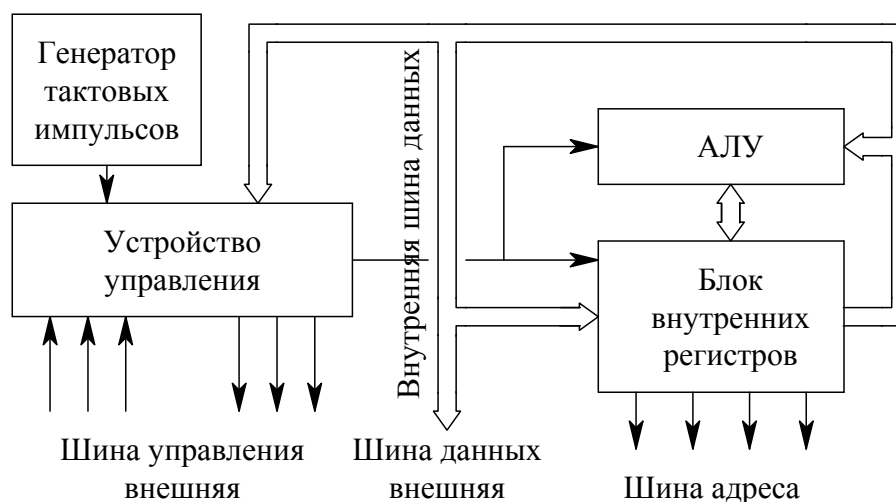 Генератор
тактовых
импульсов
АЛУ
Устройство
управления
Внутренняя шина данных
Блок
внутренних
регистров
Шина управления
внешняя
Шина данных
внешняя
Шина адреса